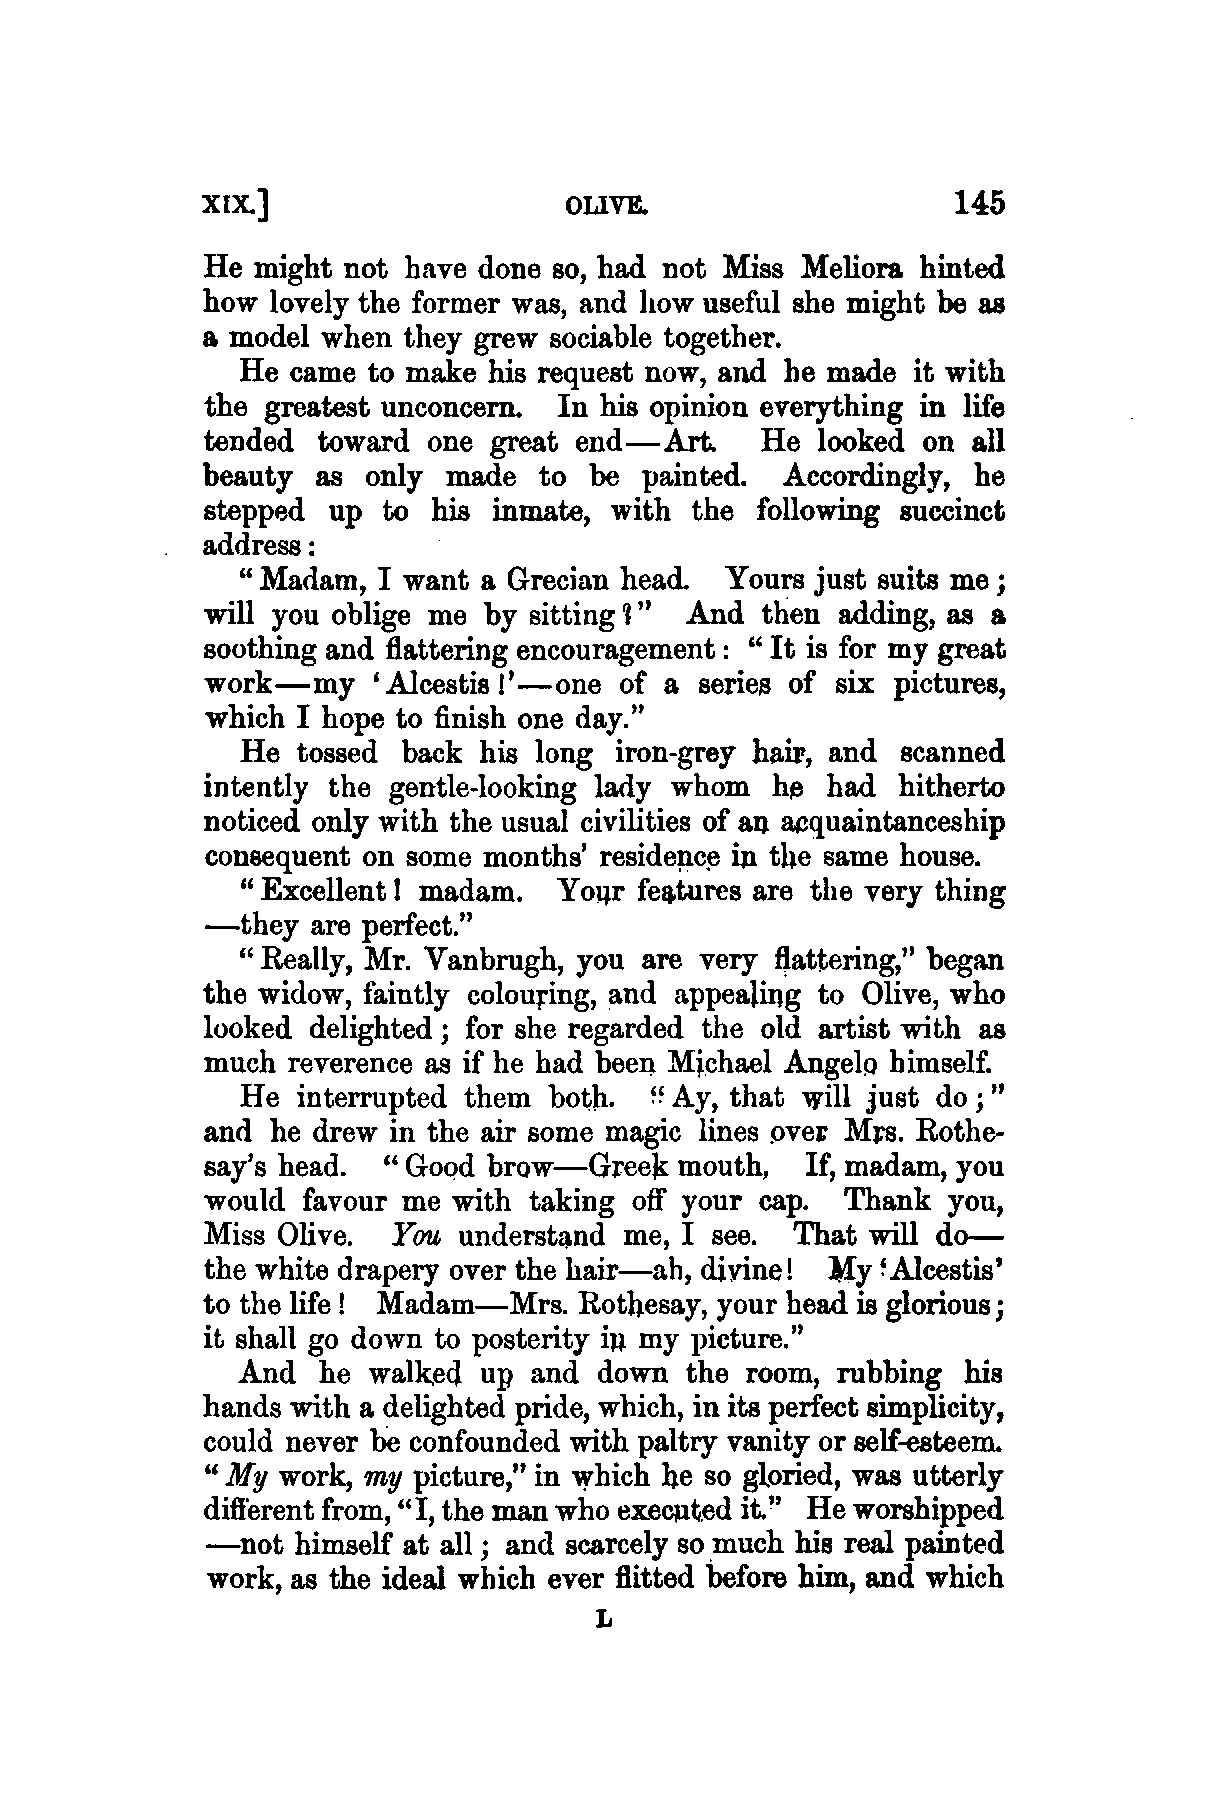 XIX.] OLIVE. 145
He might not have done so, had not Miss Meliora hinted
how lovely the former was, and how useful she might be as
a model when they grew sociable together.
He came to make his request now, and he made it with
the greatest unconcern. In his opinion everything in life
tended toward one great end—Art. He looked on all
beauty as only made to be painted. Accordingly, he
stepped up to his inmate, with the following succinct
address:
“Madam, I want a Grecian head. Yours just suits me;
will you oblige me by sitting?” And then adding, as a
soothing and flattering encouragement: “It is for my great
work—my ‘Alcestis!’—one of a series of six pictures,
which I hope to finish one day.”
He tossed back his long iron-grey hair, and scanned
intently the gentle-looking lady whom he had hitherto
noticed only with the usual civilities of an acquaintanceship
consequent on some months’ residence in the same house.
“Excellent! madam. Your features are the very thing
—they are perfect.”
“Really, Mr. Vanbrugh, you are very flattering,” began
the widow, faintly colouring, and appealing to Olive, who
looked delighted; for she regarded the old artist with as
much reverence as if he had been Michael Angelo himself.
He interrupted them both. “Ay, that will just do;”
and he drew in the air some magic lines over Mrs. Rothe-
say’s head. “Good brow—Greek mouth, If, madam, you
would favour me with taking off your cap. Thank you,
Miss Olive. You understand me, I see. That will do—
the white drapery over the hair—ah, divine! My ‘Alcestis’
to the life! Madam—Mrs. Rothesay, your head is glorious;
it shall go down to posterity in my picture.”
And he walked up and down the room, rubbing his
hands with a delighted pride, which, in its perfect simplicity,
could never be confounded with paltry vanity or self-esteem.
“My work, my picture,” in which he so gloried, was utterly
different from, “I, the man who executed it.” He worshipped
—not himself at all; and scarcely so much his real painted
work, as the ideal which ever flitted before him, and which
L